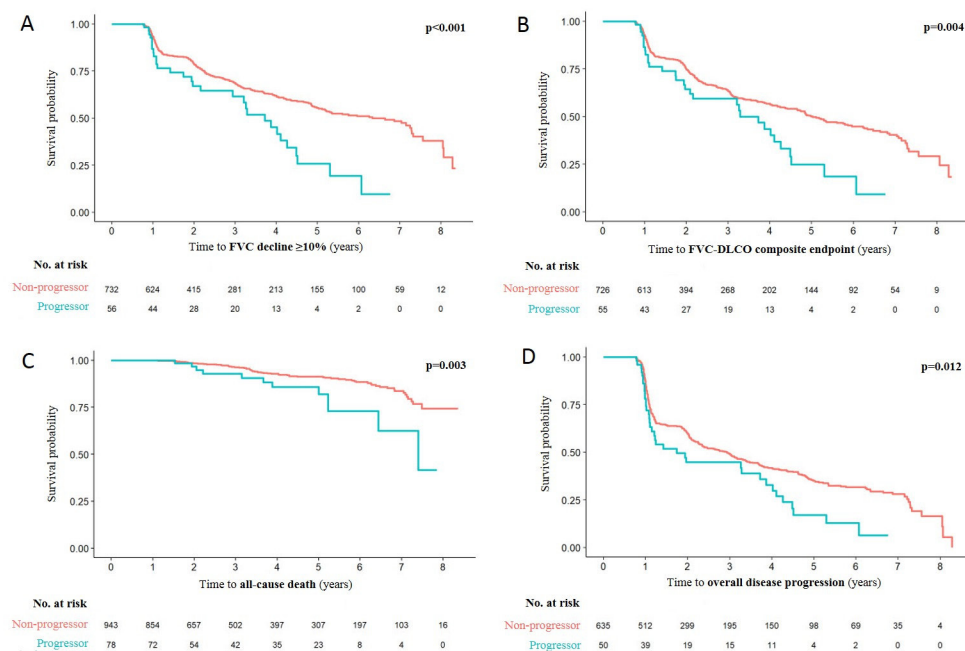 A
p<0.001
Survival probability
1.00
0.75
0.50
0.25
0.00
0 1 2 3 4 5 6 7 8
Time to FVC decline ≥10% (years)
No. at risk
Non-progressor 732 624 415 281 213 155 100 59 12
Progressor 56 44 28 20 13 4 2 0 0
B
p=0.004
Survival probability
1.00
0.75
0.50
0.25
0.00
0 1 2 3 4 5 6 7 8
Time to FVC-DLCO composite endpoint (years)
No. at risk
Non-progressor 726 613 394 268 202 144 92 54 9
Progressor 55 43 27 19 13 4 2 0 0
C
p=0.003
Survival probability
1.00
0.75
0.50
0.25
0.00
0 1 2 3 4 5 6 7 8
Time to all-cause death (years)
No. at risk
Non-progressor 943 854 657 502 397 307 197 103 16
Progressor 78 72 54 42 35 23 8 4 0
D
p=0.012
Survival probability
1.00
0.75
0.50
0.25
0.00
0 1 2 3 4 5 6 7 8
Time to overall disease progression (years)
No. at risk
Non-progressor 635 512 299 195 150 98 69 35 4
Progressor 50 39 19 15 11 4 2 0 0